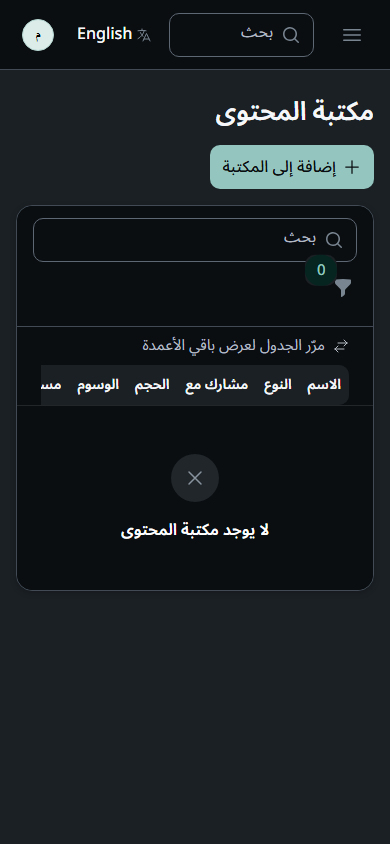 بحث
English
م
مكتبة المحتوى
إضافة إلى المكتبة
بحث
0
مرّر الجدول لعرض باقي الأعمدة
الاسم النوع مشارك مع الحجم الوسوم
لا يوجد مكتبة المحتوى